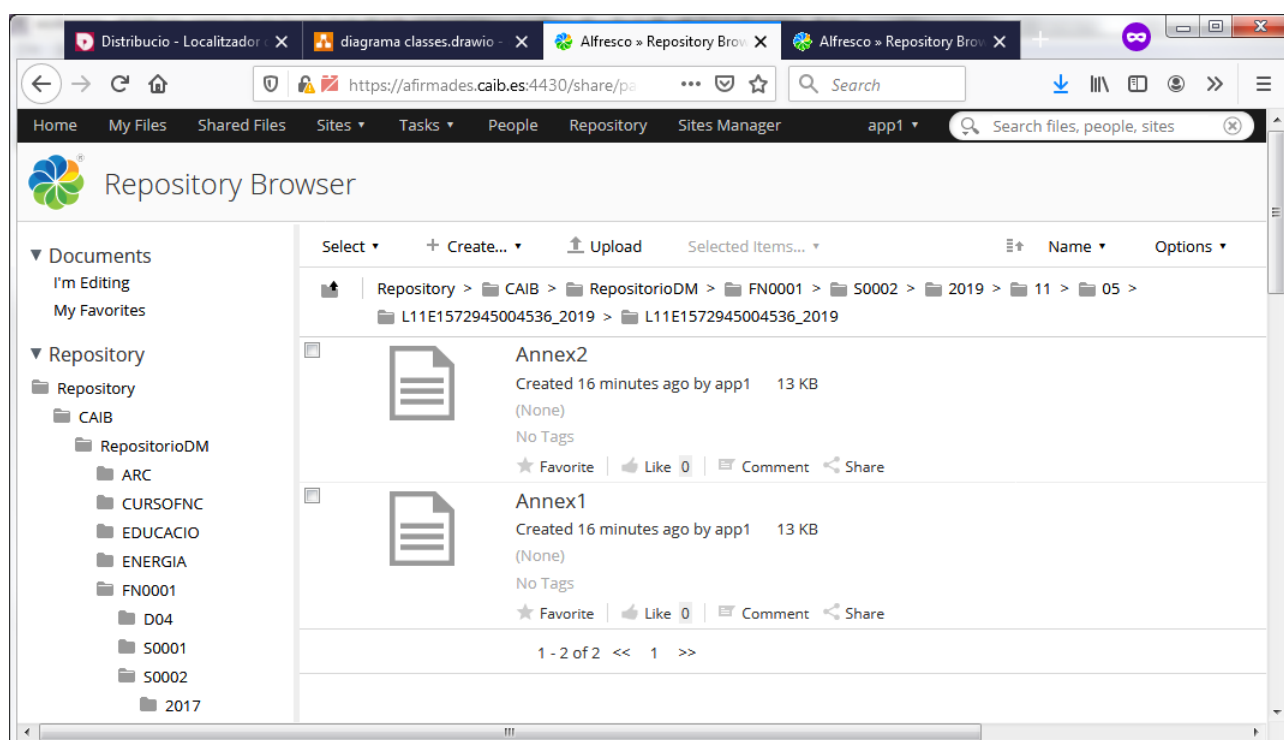 Distribucio - Localitzador
diagrama classes.drawio -
Alfresco » Repository Brow
Alfresco » Repository Brow
https://afirmades.caib.es:4430/share/pa
Search
Home My Files Shared Files Sites Tasks People Repository Sites Manager app1 Search files, people, sites
Repository Browser
Documents
I'm Editing
My Favorites
Repository
Repository
CAIB
RepositorioDM
ARC
CURSOFNC
EDUCACIO
ENERGIA
FN0001
D04
S0001
S0002
2017
Select + Create... Upload Selected Items... Name Options
Repository > CAIB > RepositorioDM > FN0001 > S0002 > 2019 > 11 > 05 >
L11E1572945004536_2019 > L11E1572945004536_2019
Annex2
Created 16 minutes ago by app1 13 KB
(None)
No Tags
Favorite Like 0 Comment Share
Annex1
Created 16 minutes ago by app1 13 KB
(None)
No Tags
Favorite Like 0 Comment Share
1 - 2 of 2 << 1 >>